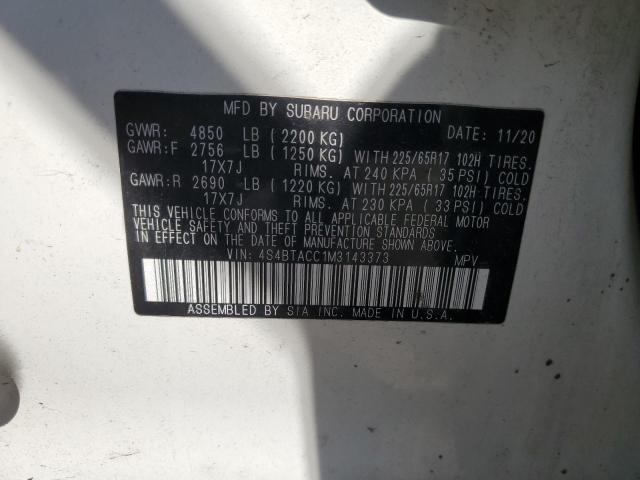 MFD BY SUBARU CORPORATION
GVWR: 4850 LB (2200 KG) DATE: 11/20
GAWR:F 2756 LB (1250 KG) WITH 225/65R17 102H TIRES.
17X7J RIMS. AT 240 KPA ( 35 PSI) COLD
GAWR:R 2690 LB (1220 KG) WITH 225/65R17 102H TIRES.
17X7J RIMS. AT 230 KPA ( 33 PSI) COLD
THIS VEHICLE CONFORMS TO ALL APPLICABLE FEDERAL MOTOR
VEHICLE SAFETY AND THEFT PREVENTION STANDARDS
IN EFFECT ON THE DATE OF MANUFACTURE SHOWN ABOVE.
VIN: 4S4BTACC1M3143373 MPV
ASSEMBLED BY SIA INC. MADE IN U.S.A.